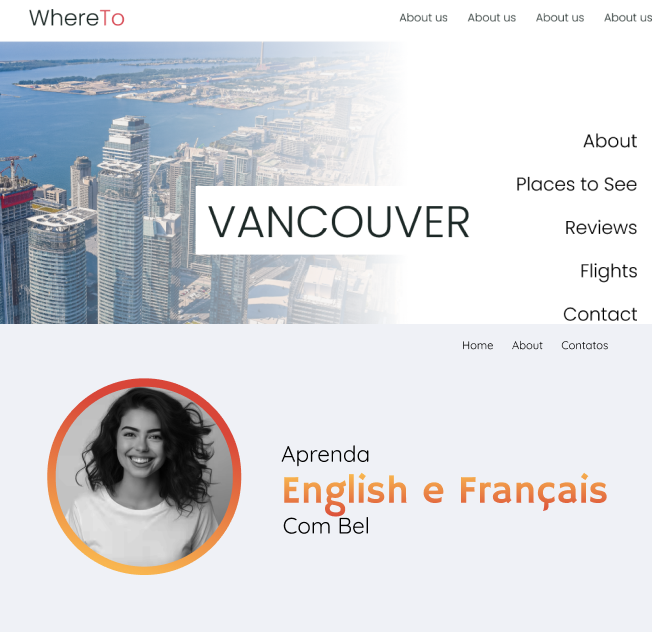 WhereTo
About us About us About us About us
VANCOUVER
About
Places to See
Reviews
Flights
Contact
Home About Contatos
Aprenda
English e Français
Com Bel